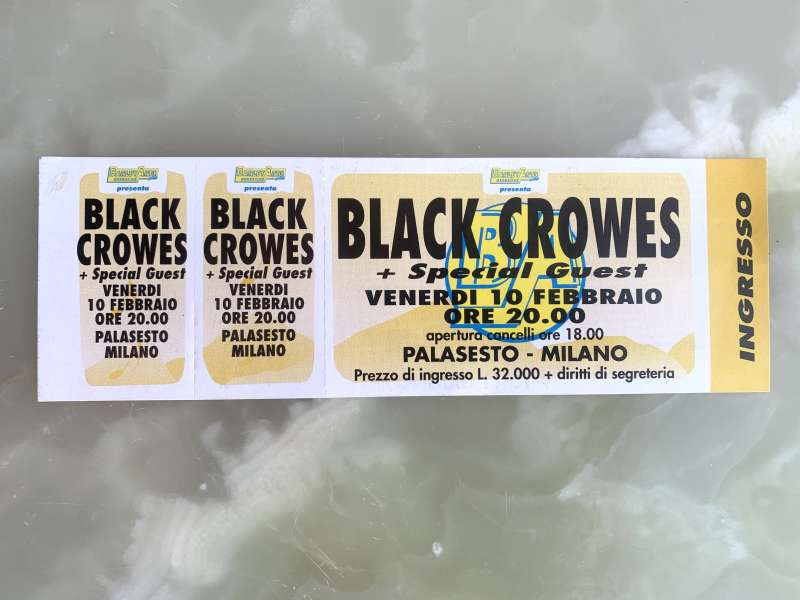 presenta
BLACK
CROWES
+ Special Guest
VENERDI
10 FEBBRAIO
ORE 20.00
PALASESTO
MILANO
presenta
BLACK
CROWES
+ Special Guest
VENERDI
10 FEBBRAIO
ORE 20.00
PALASESTO
MILANO
presenta
BLACK CROWES
+ Special Guest
VENERDI 10 FEBBRAIO
ORE 20.00
apertura cancelli ore 18.00
PALASESTO - MILANO
Prezzo di ingresso L. 32.000 + diritti di segreteria
INGRESSO